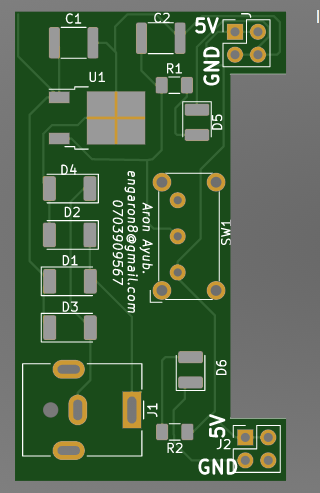 C1
C2
5V
GND
R1
U1
D5
D4
Aron Ayub.
engaron8@gmail.com
0703909567
SW1
D2
D1
D3
D6
J1
5V
J2
R2
GND